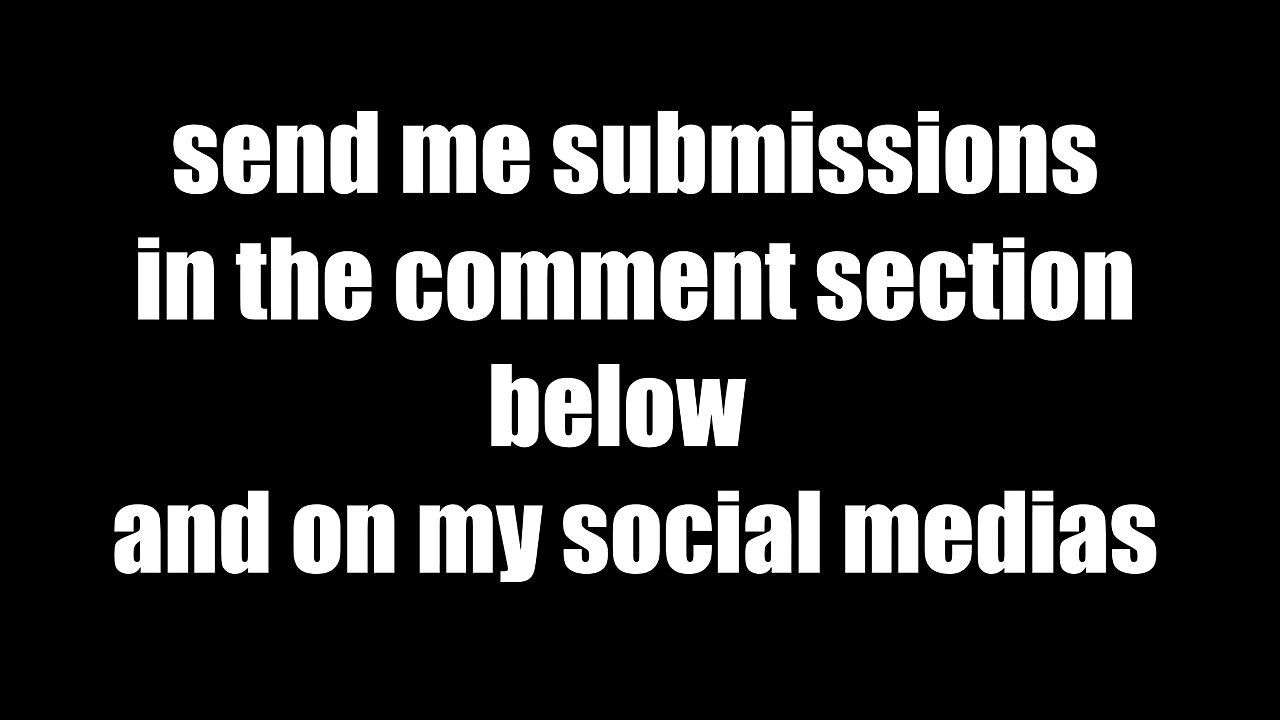 send me submissions
in the comment section
below
and on my social medias